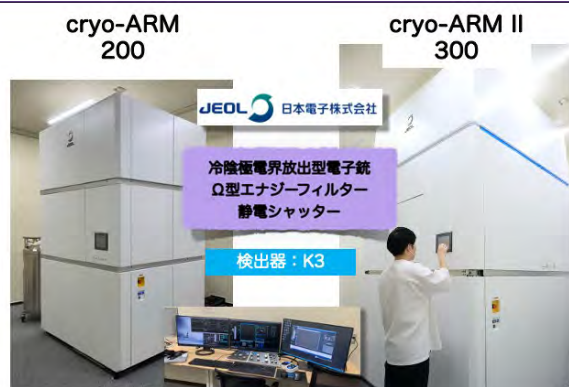 cryo-ARM
200
cryo-ARM II
300
JEOL 日本電子株式会社
冷陰極電界放出型電子銃
Ω型エナジーフィルター
静電シャッター
検出器：K3